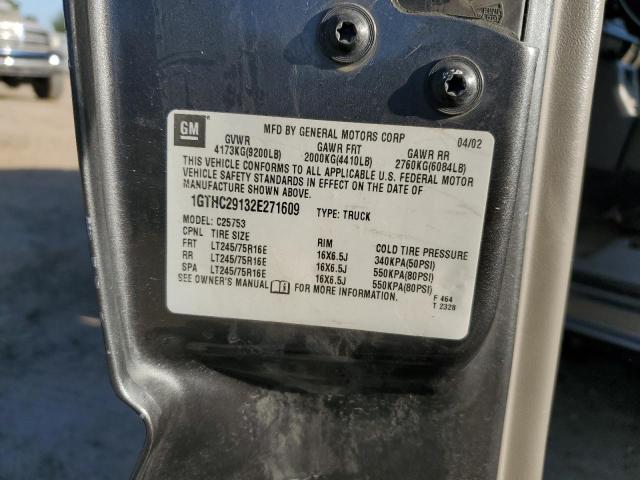 GM
MFD BY GENERAL MOTORS CORP 04/02
GVWR GAWR FRT GAWR RR
4173KG(9200LB) 2000KG(4410LB) 2760KG(6084LB)
THIS VEHICLE CONFORMS TO ALL APPLICABLE U.S. FEDERAL MOTOR
VEHICLE SAFETY STANDARDS IN EFFECT ON THE DATE OF
MANUFACTURE SHOWN ABOVE.
1GTHC29132E271609 TYPE: TRUCK
MODEL: C25753
CPNL TIRE SIZE RIM COLD TIRE PRESSURE
FRT LT245/75R16E 16X6.5J 340KPA(50PSI)
RR LT245/75R16E 16X6.5J 550KPA(80PSI)
SPA LT245/75R16E 16X6.5J 550KPA(80PSI)
SEE OWNER'S MANUAL FOR MORE INFORMATION.
F 464
T 2328